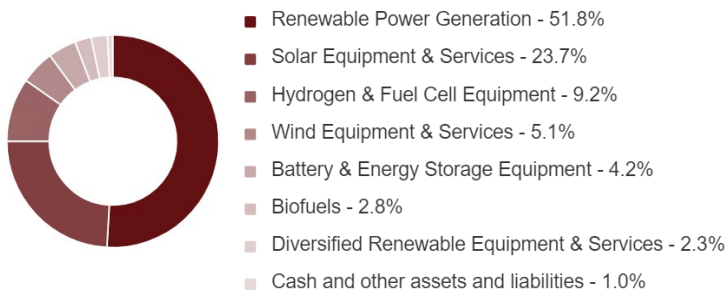 Renewable Power Generation - 51.8%
Solar Equipment & Services - 23.7%
Hydrogen & Fuel Cell Equipment - 9.2%
Wind Equipment & Services - 5.1%
Battery & Energy Storage Equipment - 4.2%
Biofuels - 2.8%
Diversified Renewable Equipment & Services - 2.3%
Cash and other assets and liabilities - 1.0%